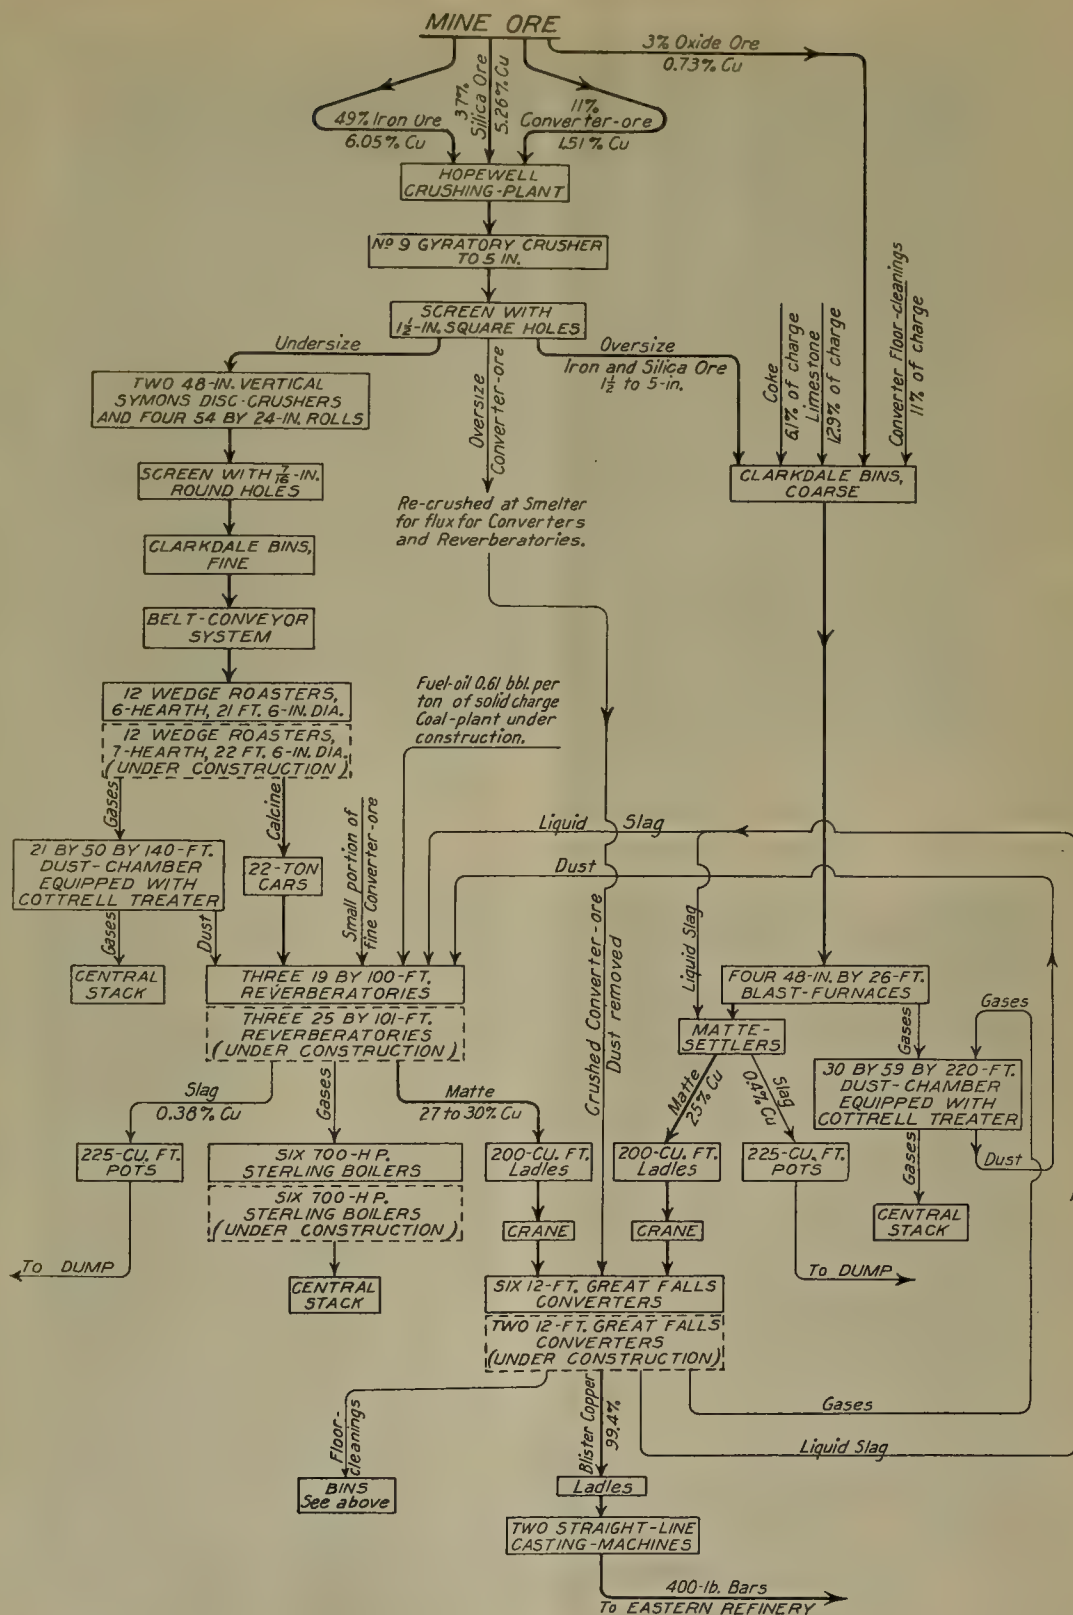 MINE ORE
3% Oxide Ore
0.73% Cu
49% Iron Ore
6.05% Cu
37%
Silica Ore
5.26% Cu
11%
Converter-ore
1.51% Cu
HOPEWELL
CRUSHING-PLANT
Nº 9 GYRATORY CRUSHER
TO 5 IN.
SCREEN WITH
1½-IN. SQUARE HOLES
Undersize
Oversize
Iron and Silica Ore
1½ to 5-in.
Oversize
Converter-ore
Coke
6.1% of charge
Limestone
12.9% of charge
Converter Floor-cleanings
11% of charge
TWO 48-IN. VERTICAL
SYMONS DISC-CRUSHERS
AND FOUR 54 BY 24-IN. ROLLS
SCREEN WITH 7/16-IN.
ROUND HOLES
CLARKDALE BINS,
COARSE
Re-crushed at Smelter
for flux for Converters
and Reverberatories.
CLARKDALE BINS,
FINE
BELT-CONVEYOR
SYSTEM
12 WEDGE ROASTERS,
6-HEARTH, 21 FT. 6-IN. DIA.
12 WEDGE ROASTERS,
7-HEARTH, 22 FT. 6-IN. DIA.
(UNDER CONSTRUCTION)
Fuel-oil 0.61 bbl. per
ton of solid charge
Coal-plant under
construction.
Gases
Calcine
Small portion of
fine Converter-ore
Liquid Slag
Dust
21 BY 50 BY 140-FT.
DUST-CHAMBER
EQUIPPED WITH
COTTRELL TREATER
22-TON
CARS
Gases
Dust
Liquid Slag
Crushed Converter-ore
Dust removed
CENTRAL
STACK
THREE 19 BY 100-FT.
REVERBERATORIES
THREE 25 BY 101-FT.
REVERBERATORIES
(UNDER CONSTRUCTION)
FOUR 48-IN. BY 26-FT.
BLAST-FURNACES
MATTE-
SETTLERS
Gases
Gases
30 BY 59 BY 220-FT.
DUST-CHAMBER
EQUIPPED WITH
COTTRELL TREATER
Slag
0.38% Cu
Gases
Matte
27 to 30% Cu
Matte
25% Cu
Slag
0.4% Cu
225-CU. FT.
POTS
SIX 700-H P.
STERLING BOILERS
SIX 700-H P.
STERLING BOILERS
(UNDER CONSTRUCTION)
200-CU. FT.
Ladles
200-CU. FT.
Ladles
225-CU. FT.
POTS
Gases
Dust
CENTRAL
STACK
CRANE
CRANE
To DUMP
To DUMP
CENTRAL
STACK
SIX 12-FT. GREAT FALLS
CONVERTERS
TWO 12-FT. GREAT FALLS
CONVERTERS
(UNDER CONSTRUCTION)
Floor-
cleanings
Blister Copper
99.4%
Gases
Liquid Slag
BINS
See above
Ladles
TWO STRAIGHT-LINE
CASTING-MACHINES
400-lb. Bars
To EASTERN REFINERY